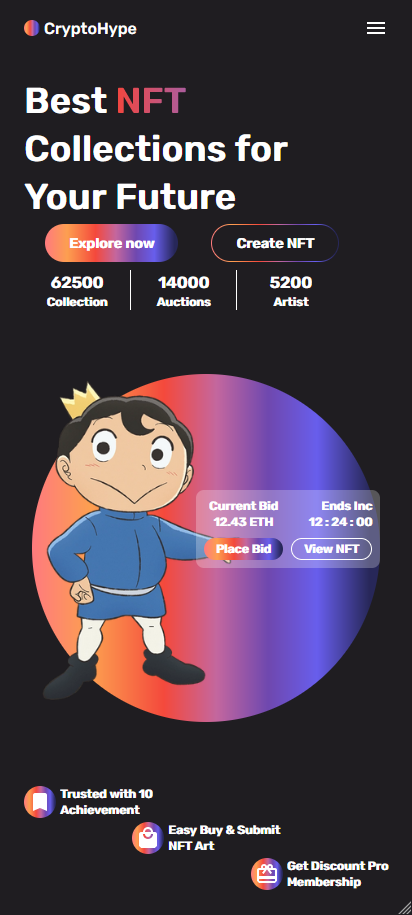 CryptoHype
Best NFT
Collections for
Your Future
Explore now
Create NFT
62500
Collection
14000
Auctions
5200
Artist
Current Bid
12.43 ETH
Ends Inc
12 : 24 : 00
Place Bid
View NFT
Trusted with 10
Achievement
Easy Buy & Submit
NFT Art
Get Discount Pro
Membership